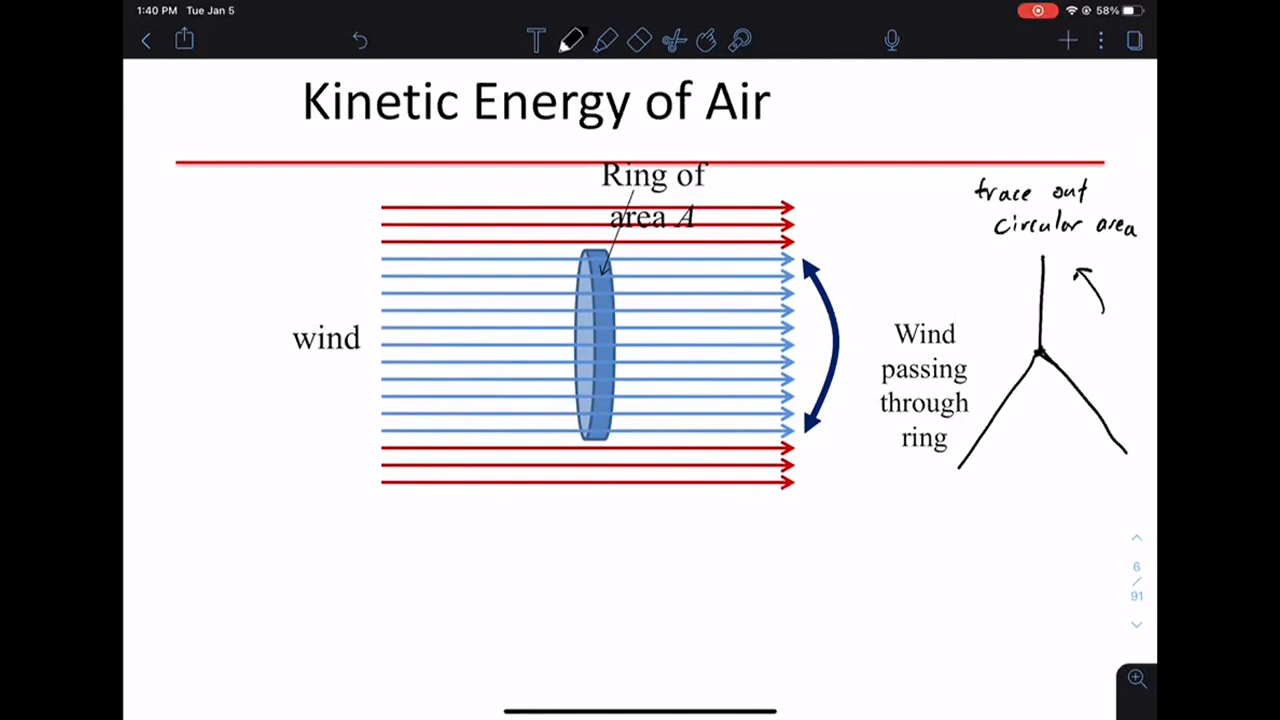 1:40 PM Tue Jan 5
58%
T
Kinetic Energy of Air
Ring of
area A
trace out
circular area
wind
Wind
passing
through
ring
6
/
91